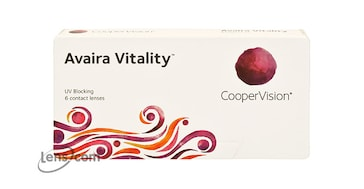 Avaira Vitality™
UV Blocking
6 contact lenses
CooperVision®
Lens.com